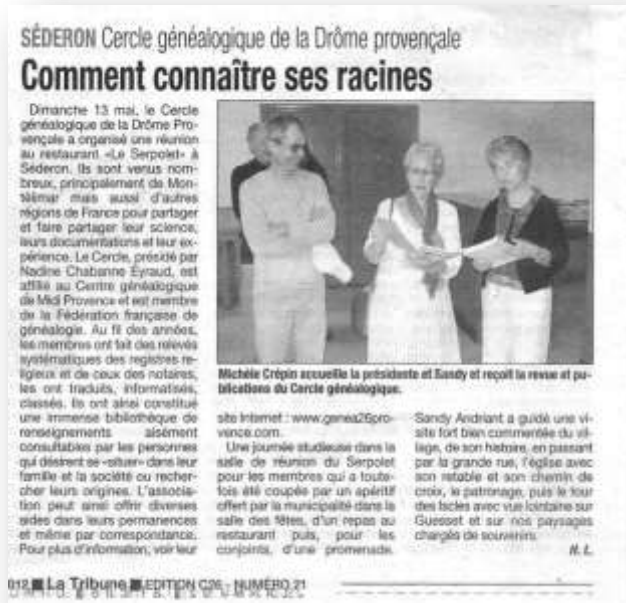 SÉDERON Cercle généalogique de la Drôme provençale
Comment connaître ses racines
Dimanche 13 mai, le Cercle
généalogique de la Drôme Pro-
vençale a organisé une réunion
au restaurant «Le Serpolet» à
Séderon. Ils sont venus nom-
breux, principalement de Mon-
télimar mais aussi d'autres
régions de France pour partager
et faire partager leur science,
leurs documentations et leur ex-
périence. Le Cercle, présidé par
Nadine Chabanne Eyraud, est
affilié au Centre généalogique
de Midi Provence et est membre
de la Fédération française de
généalogie. Au fil des années,
les membres ont fait des relevés
systématiques des registres re-
ligieux et de ceux des notaires,
les ont traduits, informatisés,
classés. Ils ont ainsi constitué
une immense bibliothèque de
renseignements aisément
consultables par les personnes
qui désirent se «situer» dans leur
famille et la société ou recher-
cher leurs origines. L'associa-
tion peut ainsi offrir diverses
aides dans leurs permanences
et même par correspondance.
Pour plus d'information, voir leur
Michèle Crépin accueille la présidente et Sandy et reçoit la revue et pu-
blications du Cercle généalogique.
site Internet : www.genea26pro-
vence.com.
Une journée studieuse dans la
salle de réunion du Serpolet
pour les membres qui a toute-
fois été coupée par un apéritif
offert par la municipalité dans la
salle des fêtes, d'un repas au
restaurant puis, pour les
conjoints, d'une promenade.
Sandy Andriant a guidé une vi-
site fort bien commentée du vil-
lage, de son histoire, en passant
par la grande rue, l'église avec
son retable et son chemin de
croix, le patronage, puis le tour
des facles avec vue lointaine sur
Guesset et sur nos paysages
chargés de souvenirs.
H. L.
012 ■ La Tribune ■ EDITION C26 - NUMÉRO 21